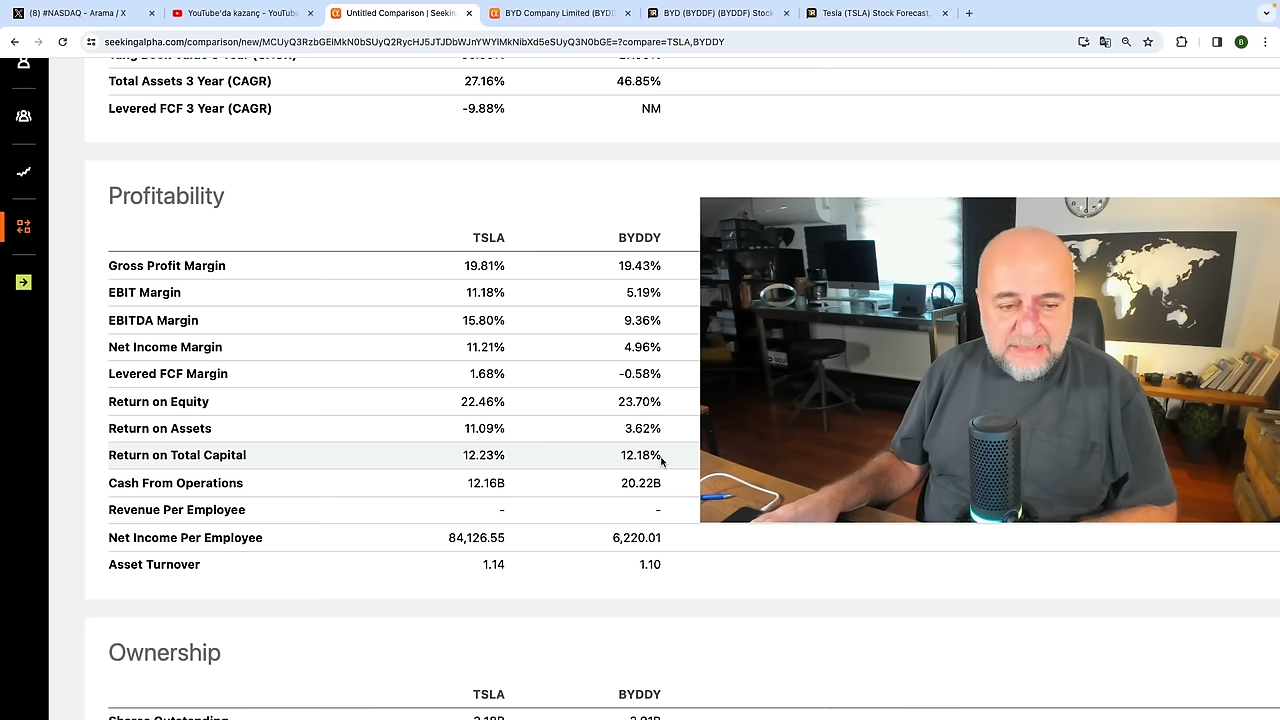 (8) #NASDAQ - Arama / X
YouTube'da kazanç - YouTube
Untitled Comparison | Seekin
BYD Company Limited (BYD
BYD (BYDDF) (BYDDF) Stock
Tesla (TSLA) Stock Forecast,
seekingalpha.com/comparison/new/MCUyQ3RzbGElMkN0bSUyQ2RycHJ5JTJDbWJnYWYlMkNibXd5eSUyQ3N0bGE=?compare=TSLA,BYDDY
B
Total Assets 3 Year (CAGR) 27.16% 46.85%
Levered FCF 3 Year (CAGR) -9.88% NM
Profitability
TSLA BYDDY
Gross Profit Margin 19.81% 19.43%
EBIT Margin 11.18% 5.19%
EBITDA Margin 15.80% 9.36%
Net Income Margin 11.21% 4.96%
Levered FCF Margin 1.68% -0.58%
Return on Equity 22.46% 23.70%
Return on Assets 11.09% 3.62%
Return on Total Capital 12.23% 12.18%
Cash From Operations 12.16B 20.22B
Revenue Per Employee - -
Net Income Per Employee 84,126.55 6,220.01
Asset Turnover 1.14 1.10
Ownership
TSLA BYDDY
Shares Outstanding